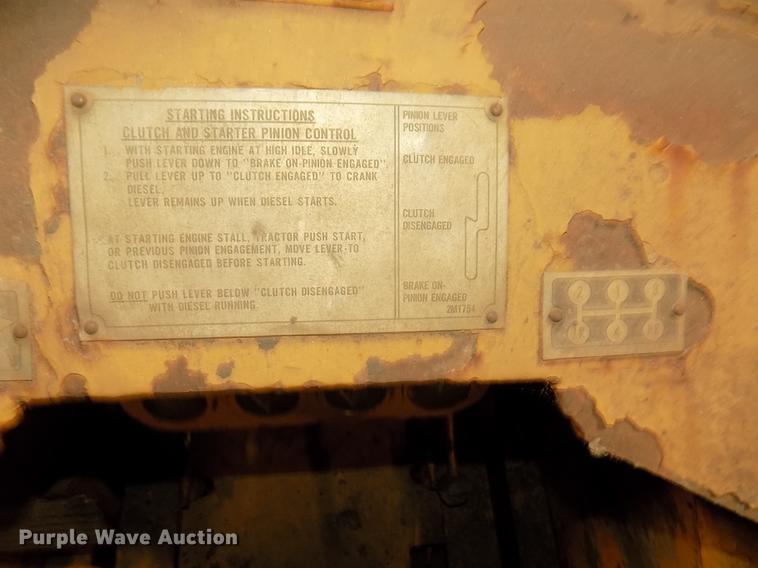 STARTING INSTRUCTIONS
CLUTCH AND STARTER PINION CONTROL
1. WITH STARTING ENGINE AT HIGH IDLE, SLOWLY
PUSH LEVER DOWN TO "BRAKE ON-PINION ENGAGED".
2. PULL LEVER UP TO "CLUTCH ENGAGED" TO CRANK
DIESEL.
LEVER REMAINS UP WHEN DIESEL STARTS.
AT STARTING ENGINE STALL, TRACTOR PUSH START,
OR PREVIOUS PINION ENGAGEMENT, MOVE LEVER TO
CLUTCH DISENGAGED BEFORE STARTING.
DO NOT PUSH LEVER BELOW "CLUTCH DISENGAGED"
WITH DIESEL RUNNING.
PINION LEVER
POSITIONS
CLUTCH ENGAGED
CLUTCH
DISENGAGED
BRAKE ON-
PINION ENGAGED
2M1754
Purple Wave Auction